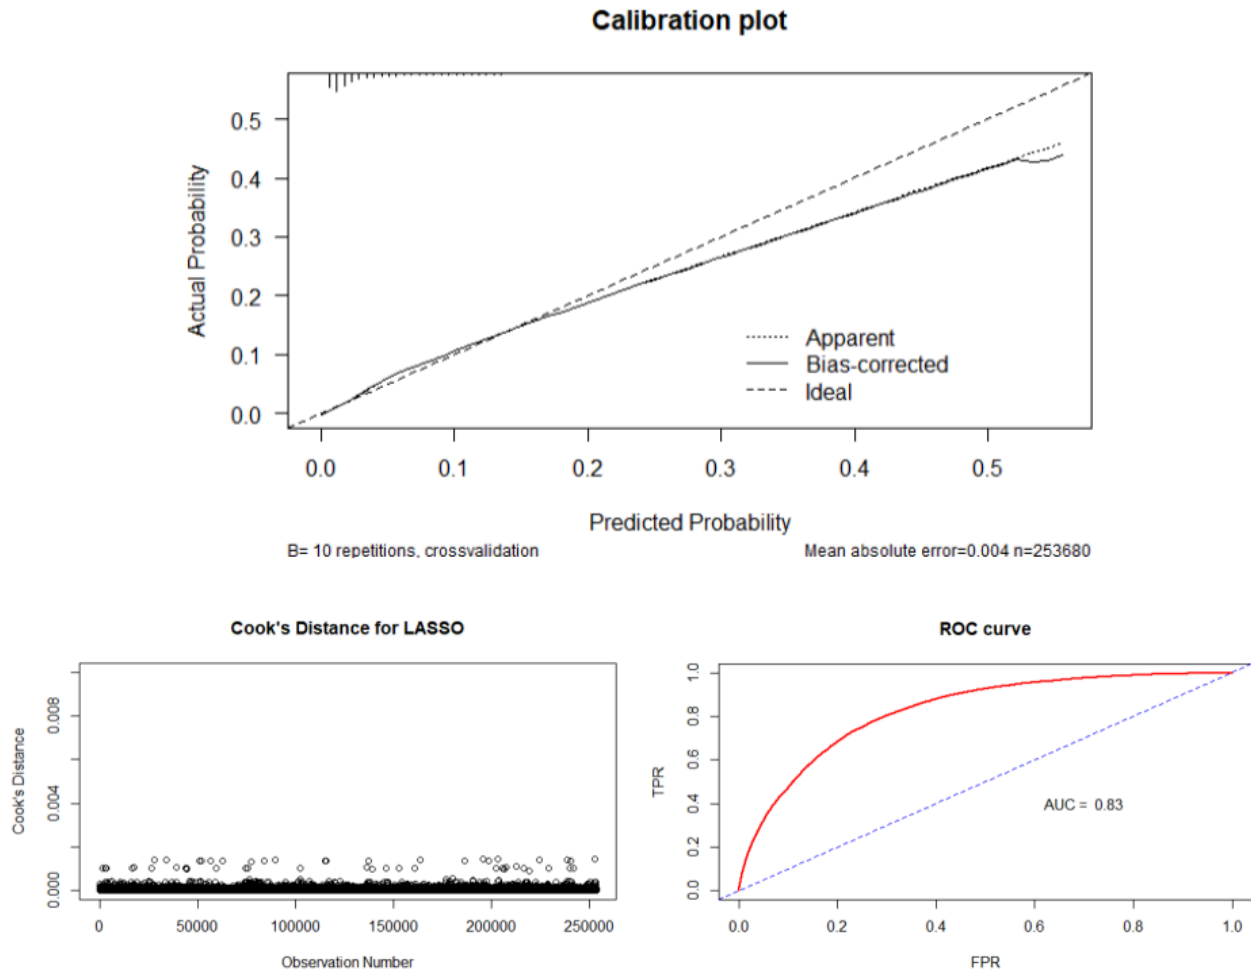 Calibration plot
Actual Probability
0.5
0.4
0.3
0.2
0.1
0.0
Apparent
Bias-corrected
Ideal
0.0 0.1 0.2 0.3 0.4 0.5
Predicted Probability
B= 10 repetitions, crossvalidation Mean absolute error=0.004 n=253680
Cook's Distance for LASSO
Cook's Distance
0.008
0.004
0.000
0 50000 100000 150000 200000 250000
Observation Number
ROC curve
TPR
1.0
0.8
0.6
0.4
0.2
0.0
AUC = 0.83
0.0 0.2 0.4 0.6 0.8 1.0
FPR